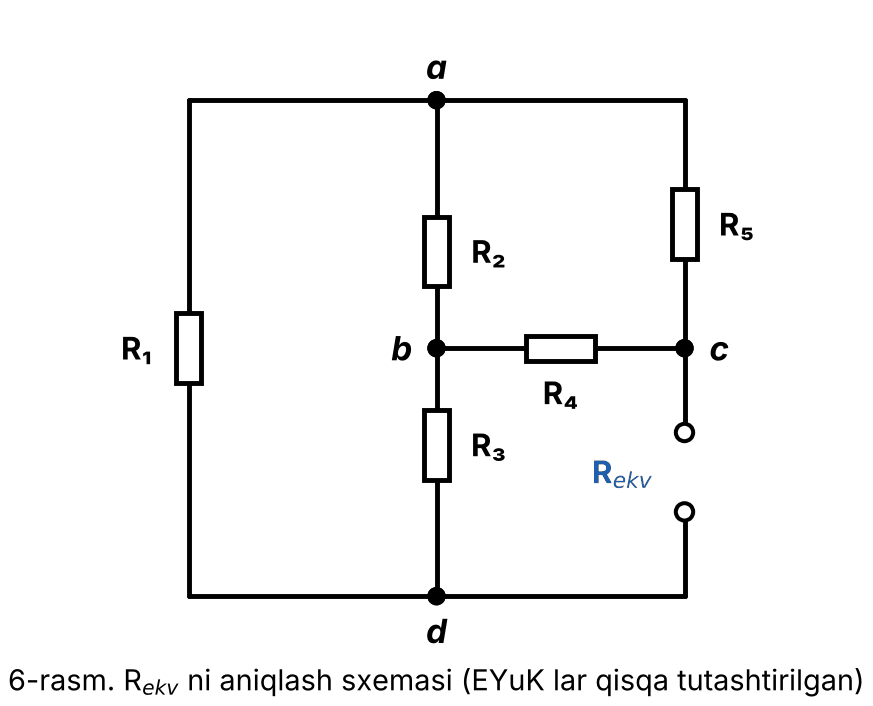 a
R₂
R₅
R₁
b
c
R₄
R₃
Rₑₖᵥ
d
6-rasm. Rₑₖᵥ ni aniqlash sxemasi (EYuK lar qisqa tutashtirilgan)